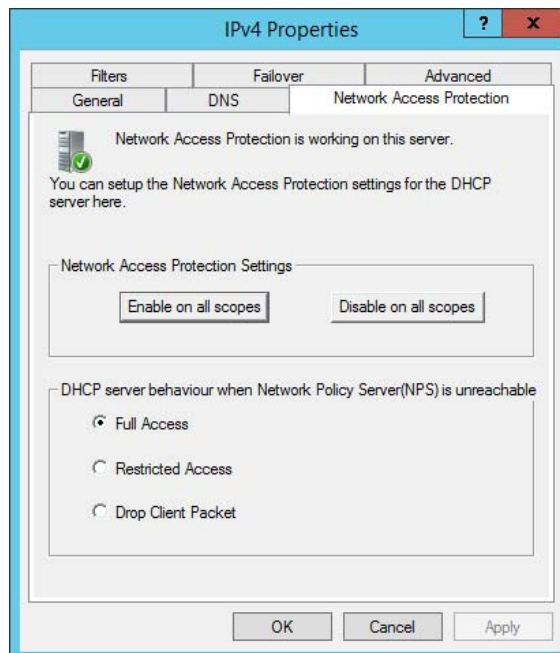 IPv4 Properties
? x
Filters Failover Advanced
General DNS Network Access Protection
Network Access Protection is working on this server.
You can setup the Network Access Protection settings for the DHCP
server here.
Network Access Protection Settings
Enable on all scopes Disable on all scopes
DHCP server behaviour when Network Policy Server(NPS) is unreachable
Full Access
Restricted Access
Drop Client Packet
OK Cancel Apply